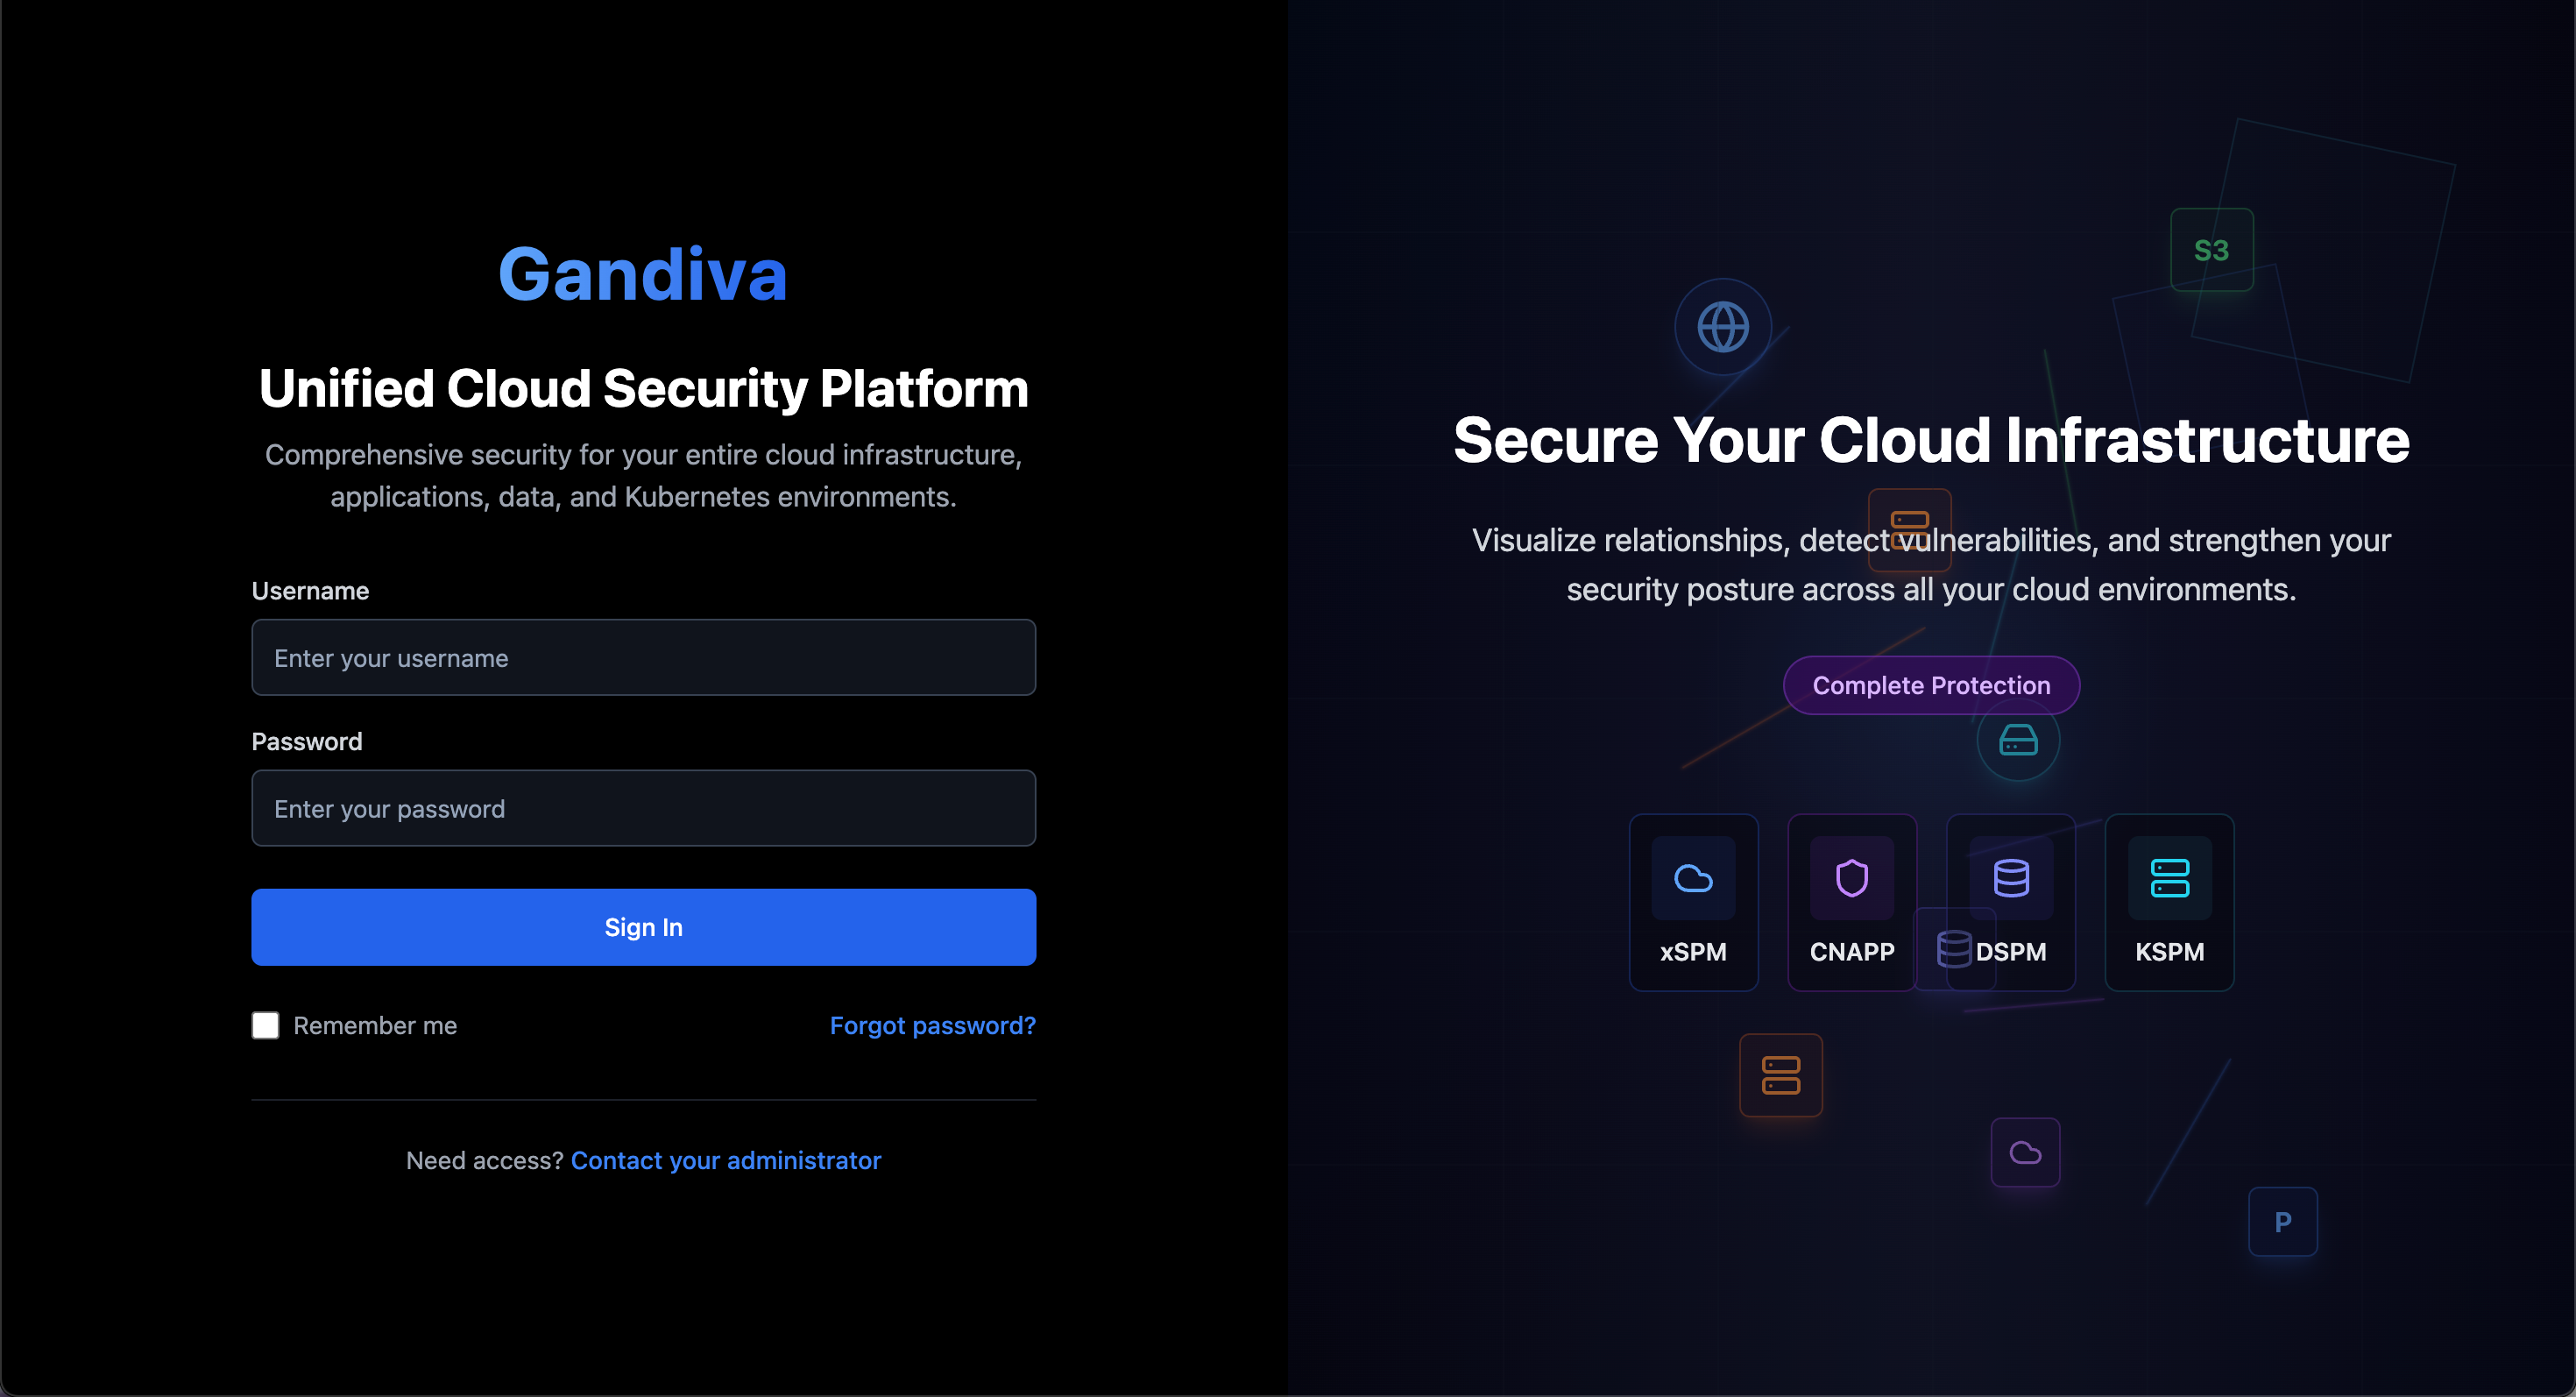 Gandiva
Unified Cloud Security Platform
Comprehensive security for your entire cloud infrastructure,
applications, data, and Kubernetes environments.
Username
Enter your username
Password
Enter your password
Sign In
Remember me
Forgot password?
Need access? Contact your administrator
S3
Secure Your Cloud Infrastructure
Visualize relationships, detect vulnerabilities, and strengthen your
security posture across all your cloud environments.
Complete Protection
xSPM
CNAPP
DSPM
KSPM
P